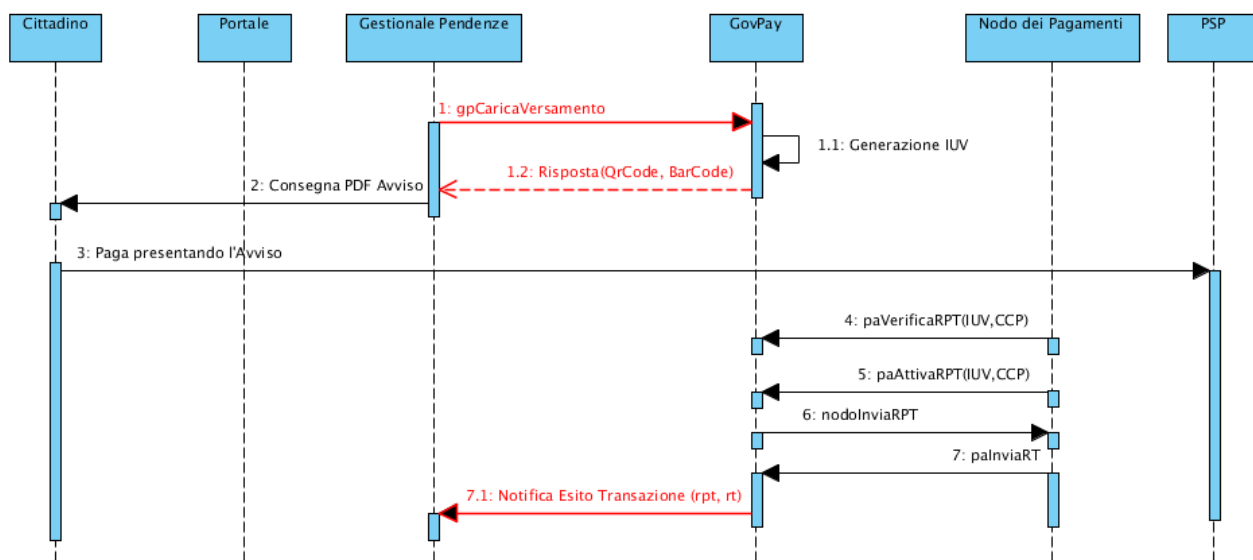 Cittadino
Portale
Gestionale Pendenze
GovPay
Nodo dei Pagamenti
PSP
1: gpCaricaVersamento
1.1: Generazione IUV
1.2: Risposta(QrCode, BarCode)
2: Consegna PDF Avviso
3: Paga presentando l'Avviso
4: paVerificaRPT(IUV,CCP)
5: paAttivaRPT(IUV,CCP)
6: nodoInviaRPT
7: paInviaRT
7.1: Notifica Esito Transazione (rpt, rt)